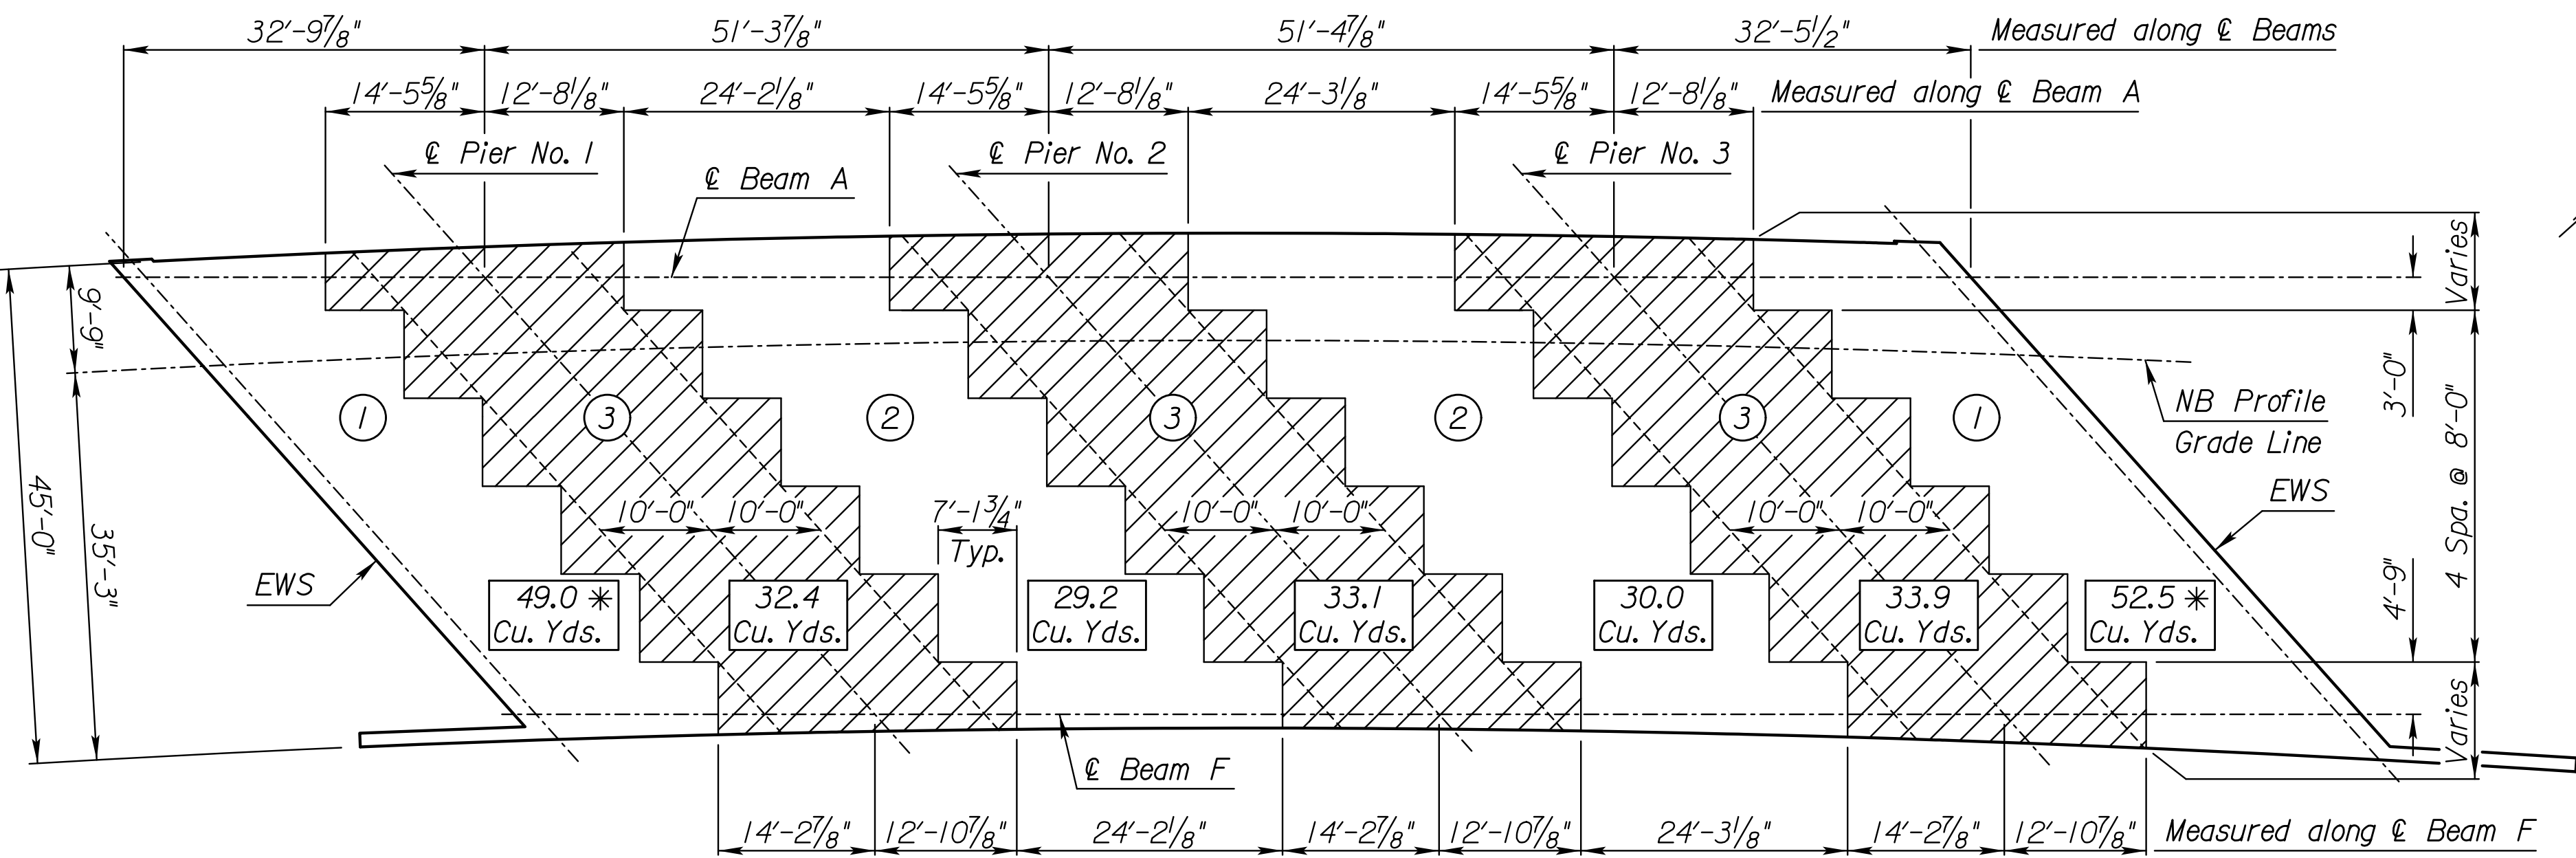 32'-9⅞" 51'-3⅞" 51'-4⅞" 32'-5½" Measured along ℄ Beams
14'-5⅝" 12'-8⅛" 24'-2⅛" 14'-5⅝" 12'-8⅛" 24'-3⅛" 14'-5⅝" 12'-8⅛" Measured along ℄ Beam A
℄ Pier No. 1 ℄ Pier No. 2 ℄ Pier No. 3
℄ Beam A
Varies
9'-9"
3'-0"
NB Profile
Grade Line
1 3 2 3 2 3 1
4 Spa. @ 8'-0"
45'-0"
35'-3"
EWS
10'-0" 10'-0" 7'-1¾" 10'-0" 10'-0" 10'-0" 10'-0"
Typ.
EWS
4'-9"
49.0 * 32.4 29.2 33.1 30.0 33.9 52.5 *
Cu. Yds. Cu. Yds. Cu. Yds. Cu. Yds. Cu. Yds. Cu. Yds. Cu. Yds.
Varies
℄ Beam F
14'-2⅞" 12'-10⅞" 24'-2⅛" 14'-2⅞" 12'-10⅞" 24'-3⅛" 14'-2⅞" 12'-10⅞" Measured along ℄ Beam F